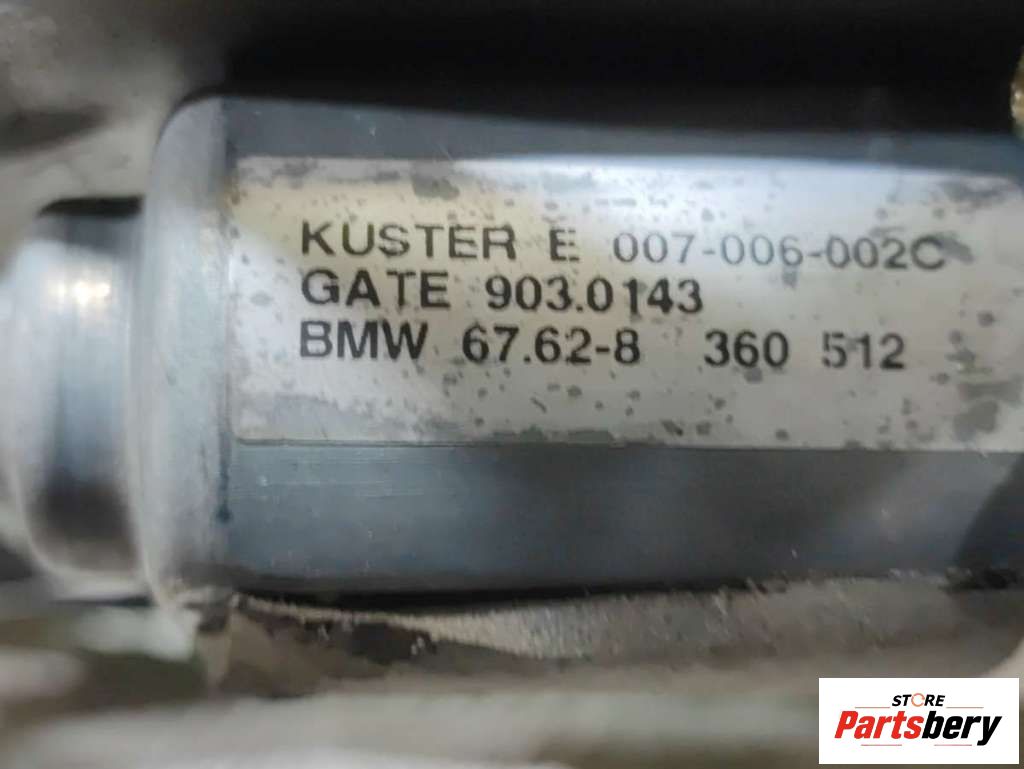 KUSTER E 007-006-002C
GATE 903.0143
BMW 67.62-8 360 512
STORE
Partsbery